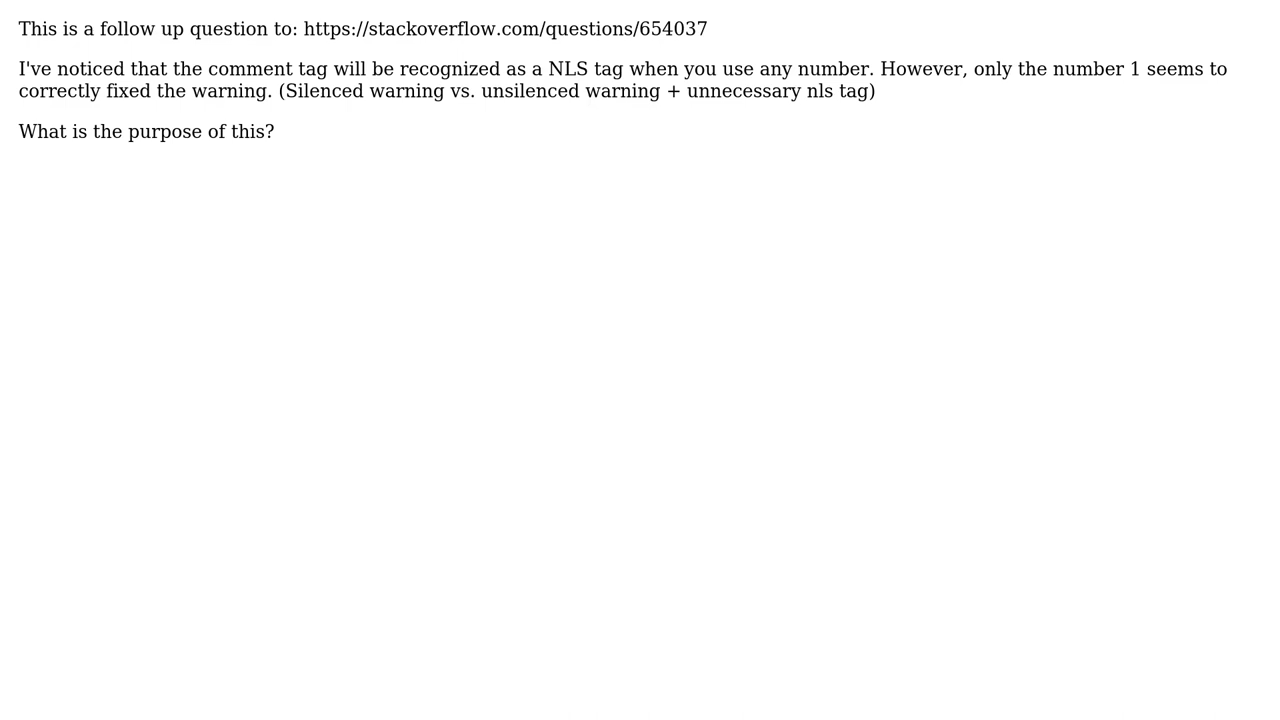 This is a follow up question to: https://stackoverflow.com/questions/654037
I've noticed that the comment tag will be recognized as a NLS tag when you use any number. However, only the number 1 seems to
correctly fixed the warning. (Silenced warning vs. unsilenced warning + unnecessary nls tag)
What is the purpose of this?